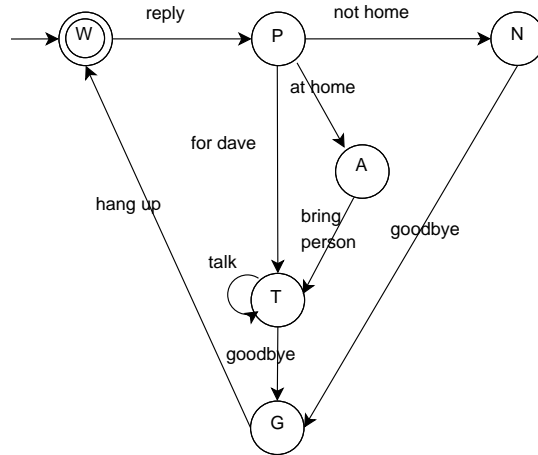 reply
not home
W
P
N
at home
for dave
A
hang up
bring
person
goodbye
talk
T
goodbye
G